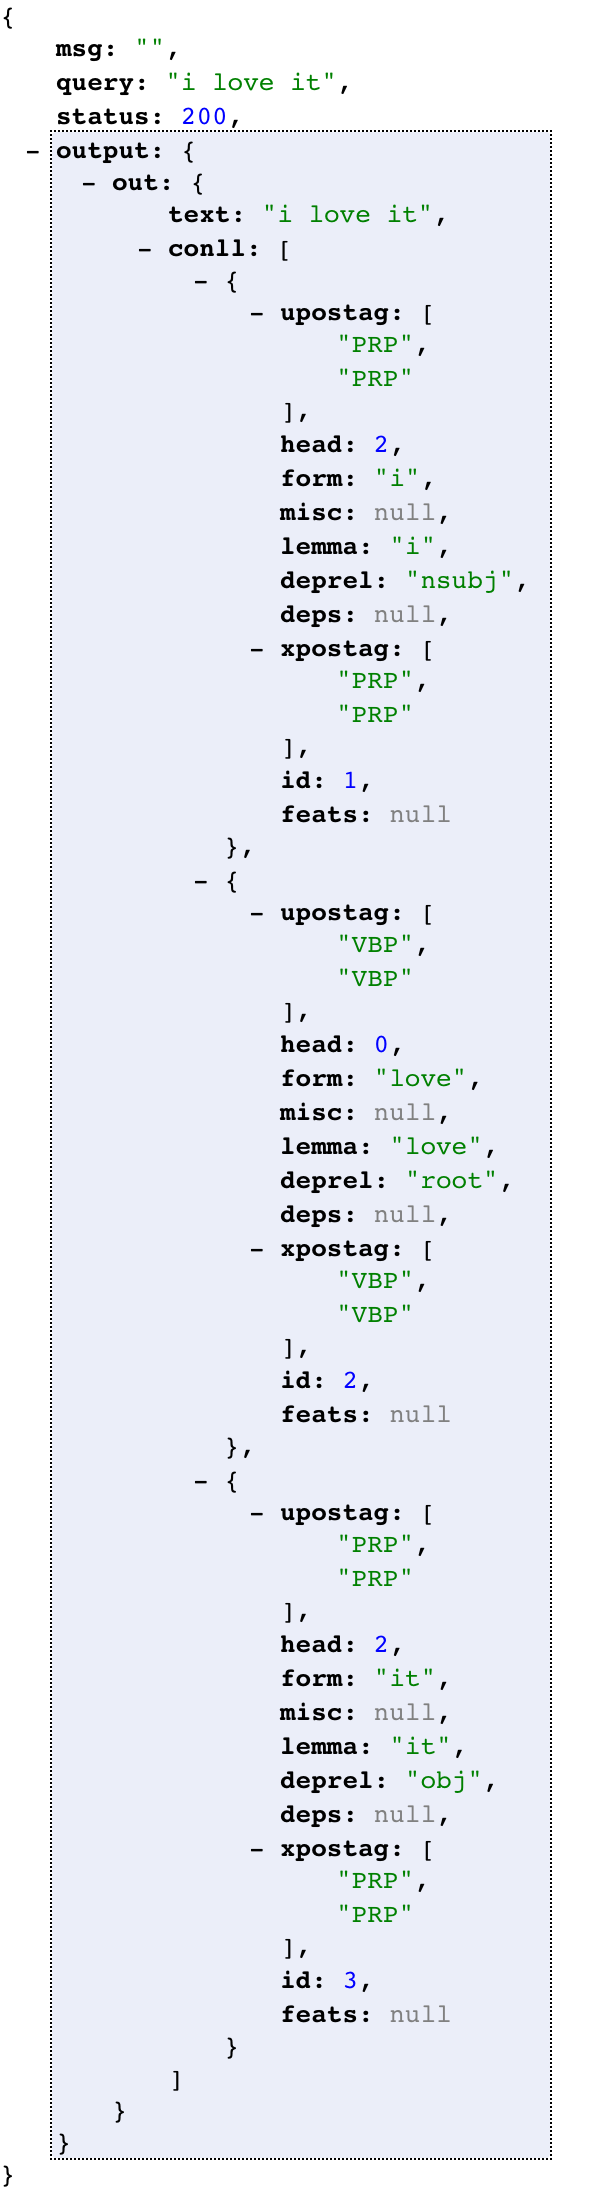 {
msg: "",
query: "i love it",
status: 200,
- output: {
- out: {
text: "i love it",
- conll: [
- {
- upostag: [
"PRP",
"PRP"
],
head: 2,
form: "i",
misc: null,
lemma: "i",
deprel: "nsubj",
deps: null,
- xpostag: [
"PRP",
"PRP"
],
id: 1,
feats: null
},
- {
- upostag: [
"VBP",
"VBP"
],
head: 0,
form: "love",
misc: null,
lemma: "love",
deprel: "root",
deps: null,
- xpostag: [
"VBP",
"VBP"
],
id: 2,
feats: null
},
- {
- upostag: [
"PRP",
"PRP"
],
head: 2,
form: "it",
misc: null,
lemma: "it",
deprel: "obj",
deps: null,
- xpostag: [
"PRP",
"PRP"
],
id: 3,
feats: null
}
]
}
}
}